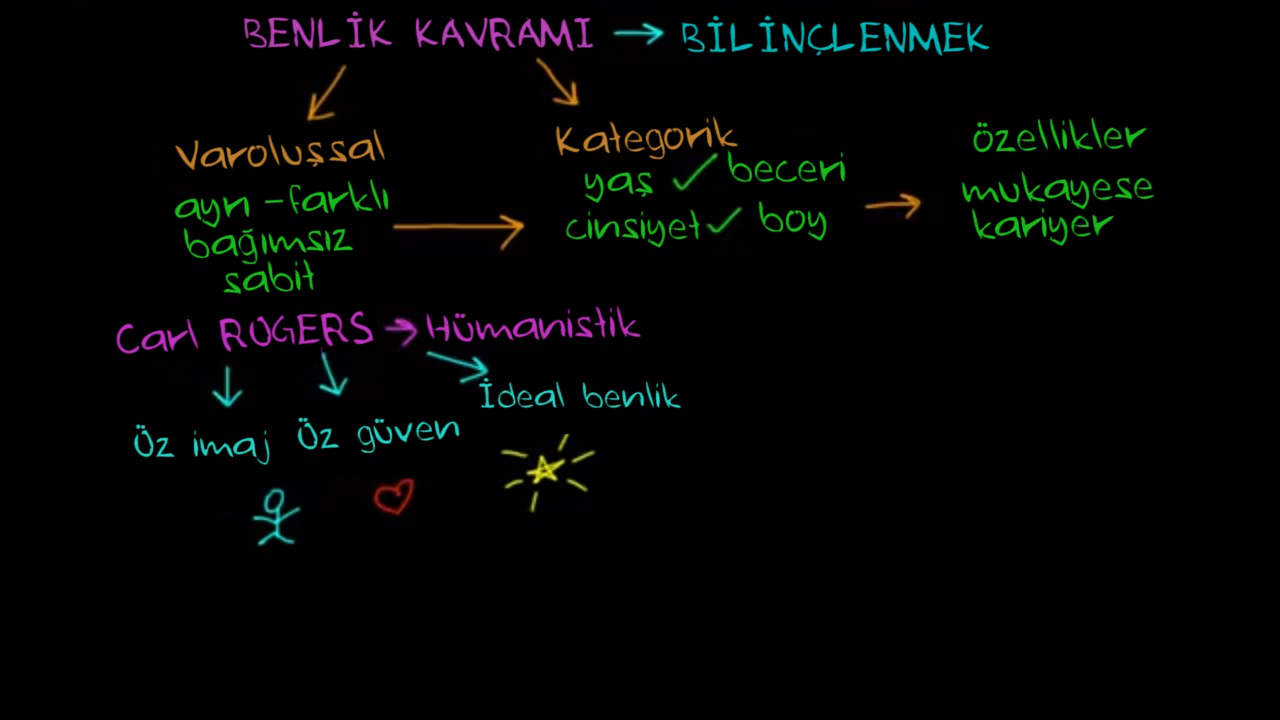 BENLİK KAVRAMI → BİLİNÇLENMEK
Varoluşsal
ayrı - farklı
bağımsız
sabit
Kategorik
yaş ✓ beceri
cinsiyet ✓ boy
özellikler
mukayese
kariyer
Carl ROGERS → Hümanistik
Öz imaj Öz güven
İdeal benlik